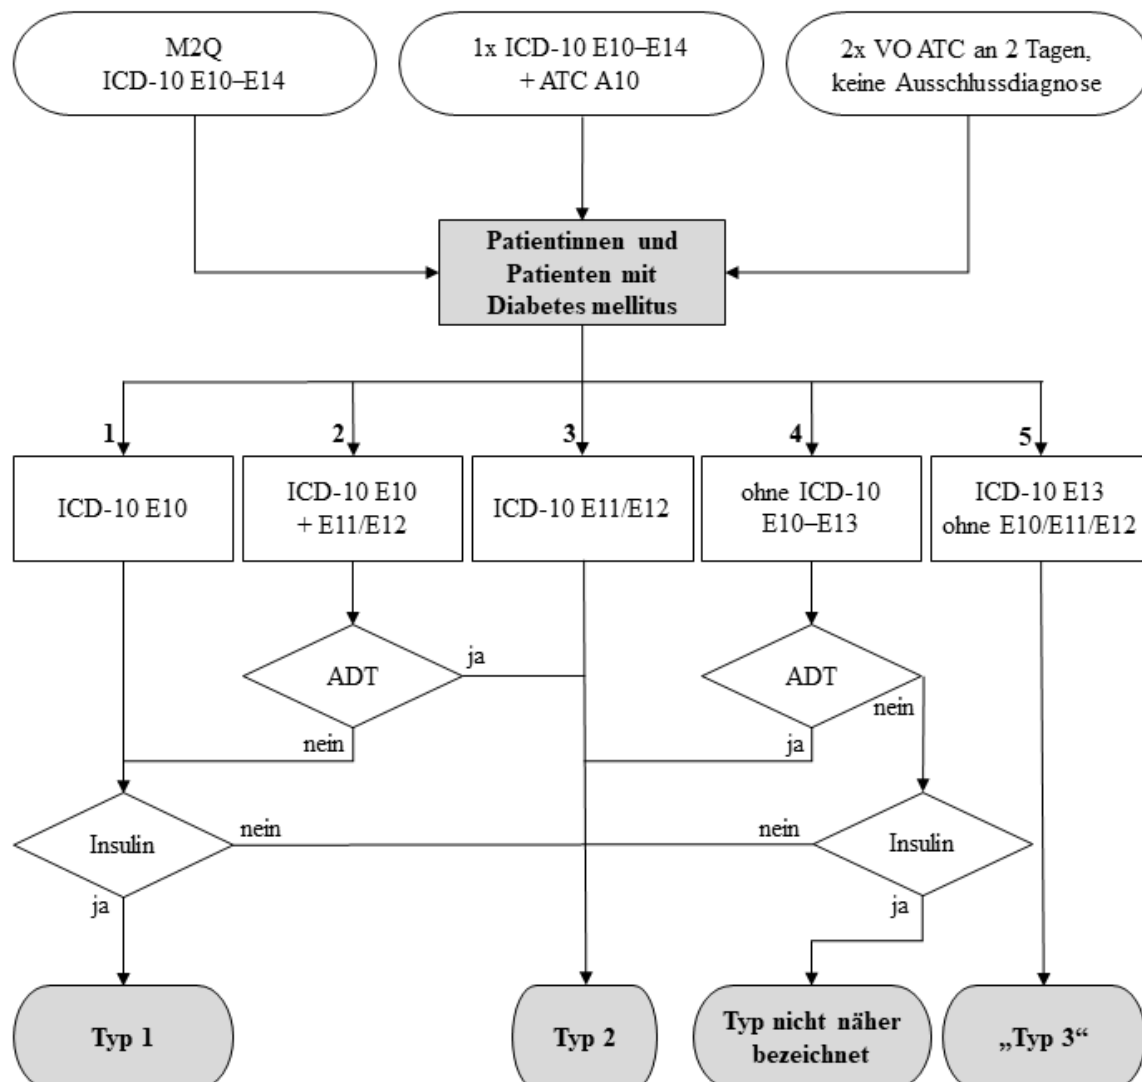 M2Q
ICD-10 E10–E14
1x ICD-10 E10–E14
+ ATC A10
2x VO ATC an 2 Tagen,
keine Ausschlussdiagnose
Patientinnen und
Patienten mit
Diabetes mellitus
1
2
3
4
5
ICD-10 E10
ICD-10 E10
+ E11/E12
ICD-10 E11/E12
ohne ICD-10
E10–E13
ICD-10 E13
ohne E10/E11/E12
ADT
ja
nein
ADT
nein
ja
Insulin
nein
ja
nein
Insulin
ja
Typ 1
Typ 2
Typ nicht näher
bezeichnet
„Typ 3“